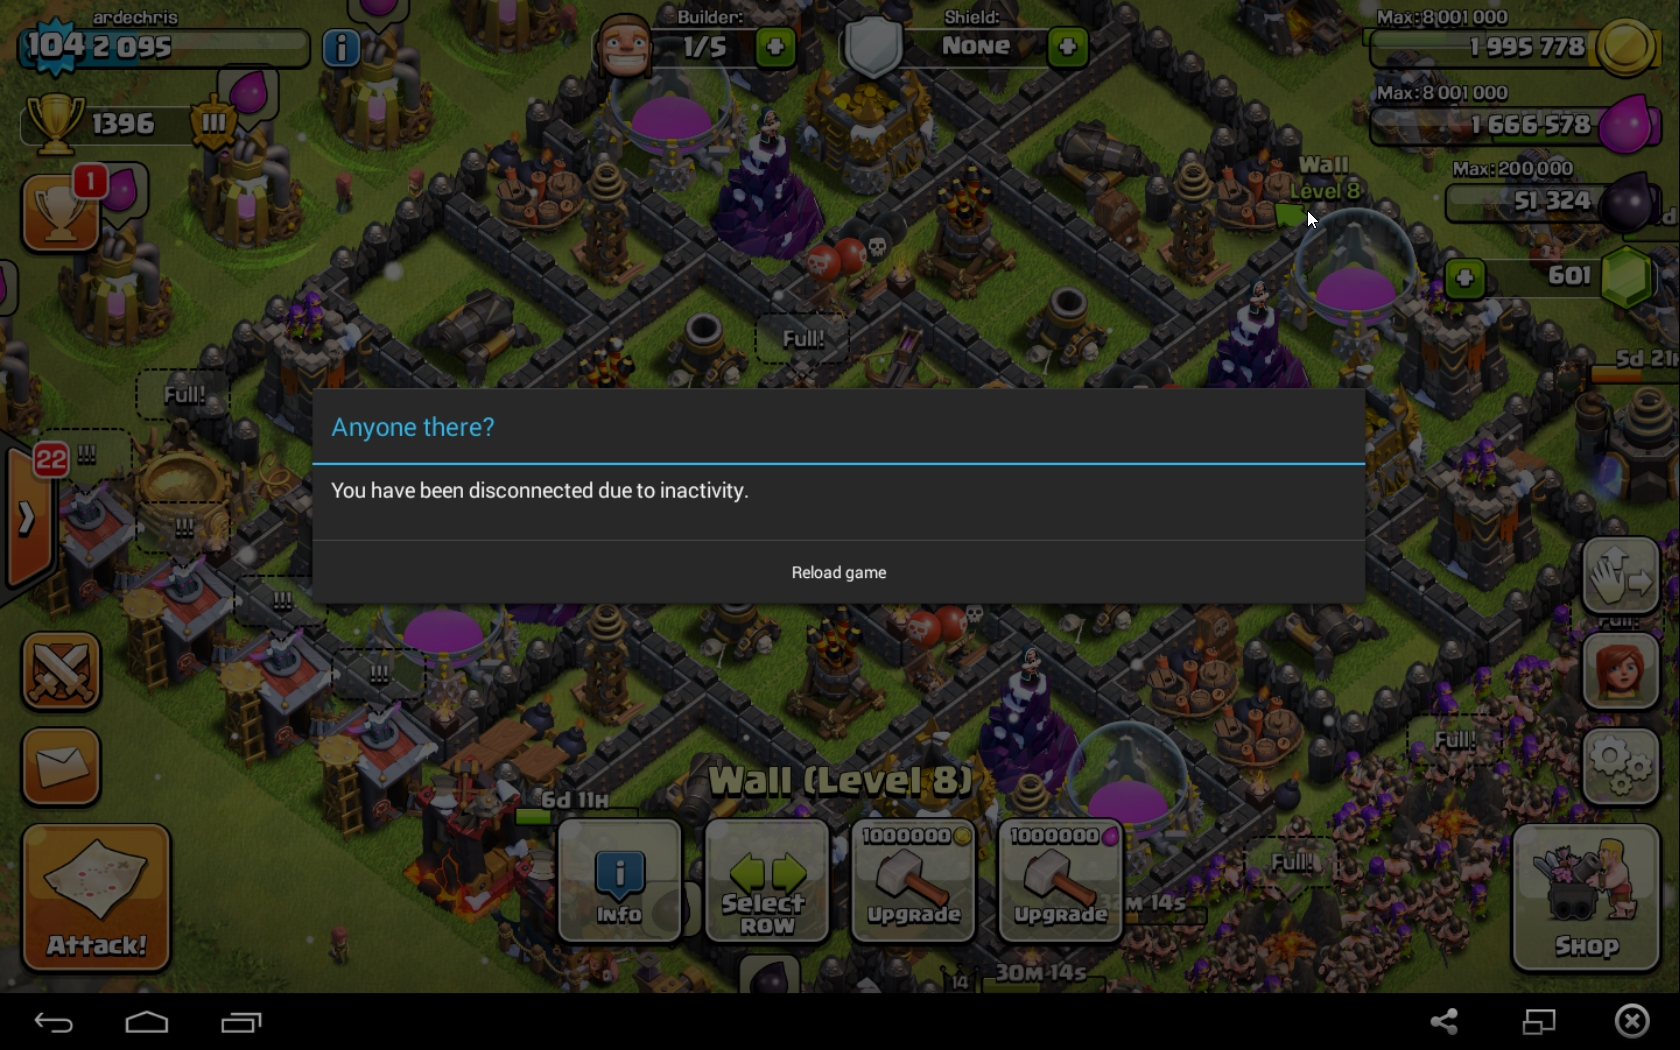 ardechris
104
2 095
Builder:
1/5
Shield:
None
Max: 8 001 000
1 995 778
1396
III
Max: 8 001 000
1 666 578
Max: 200 000
51 324
1
Wall
Level 8
601
Full!
5d 21
Full!
22
!!!
Anyone there?
You have been disconnected due to inactivity.
Reload game
!!!
!!!
!!!
Full!
Full!
Wall (Level 8)
6d 11H
1000000
1000000
Info
Select
Row
Upgrade
Upgrade
M 14s
Full!
Attack!
Shop
14
30M 14s